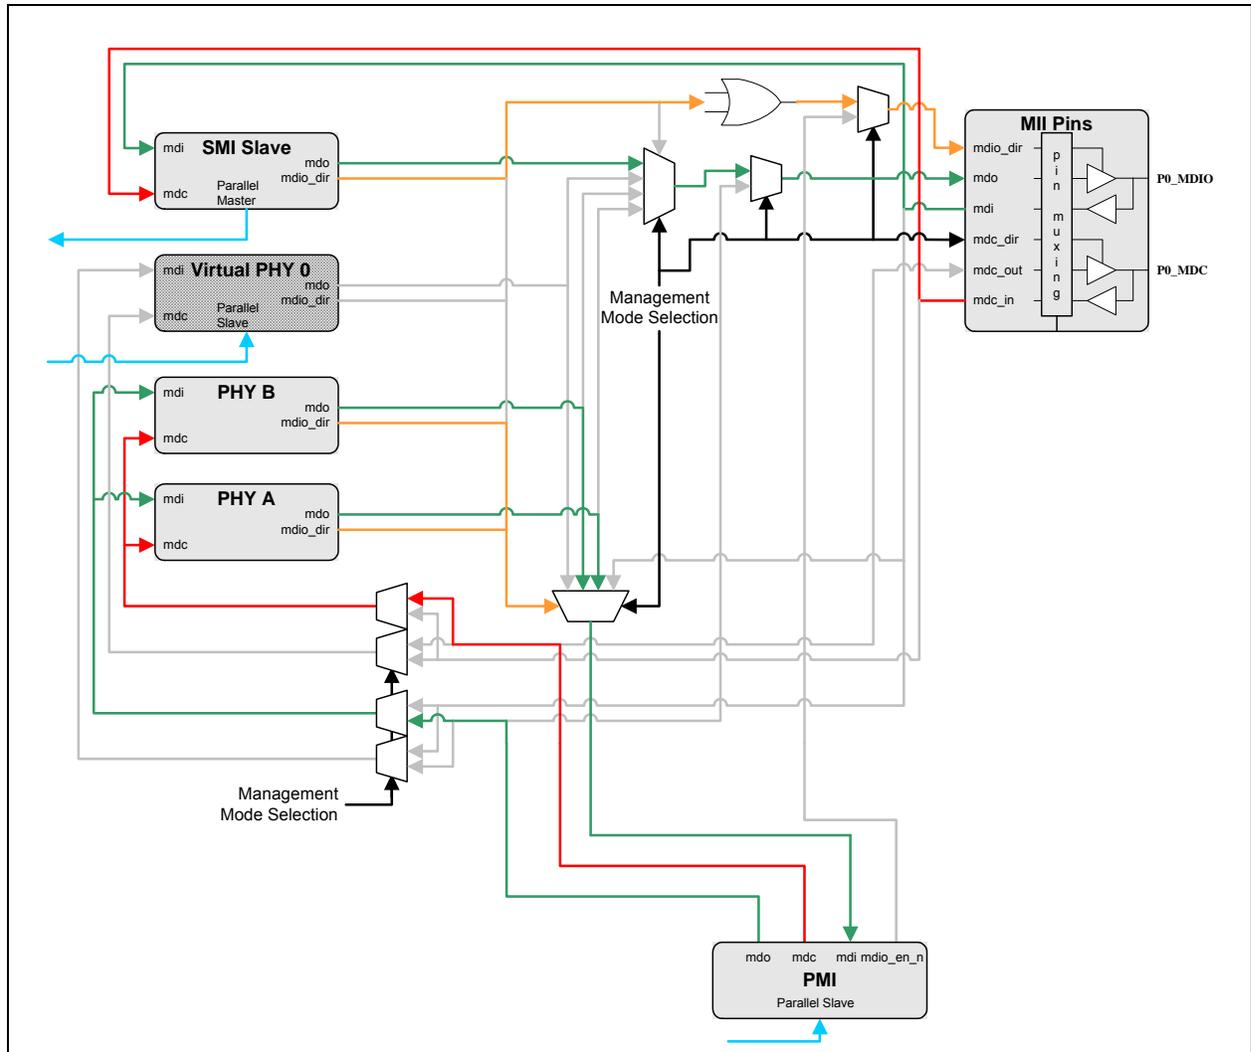 MII Pins
SMI Slave
mdi
mdc
Parallel
Master
mdo
mdio_dir
mdio_dir
mdo
mdi
mdc_dir
mdc_out
mdc_in
pin muxing
P0_MDIO
P0_MDC
Virtual PHY 0
mdi
mdc
Parallel
Slave
mdo
mdio_dir
Management
Mode Selection
PHY B
mdi
mdc
mdo
mdio_dir
PHY A
mdi
mdc
mdo
mdio_dir
Management
Mode Selection
mdo mdc mdi mdio_en_n
PMI
Parallel Slave